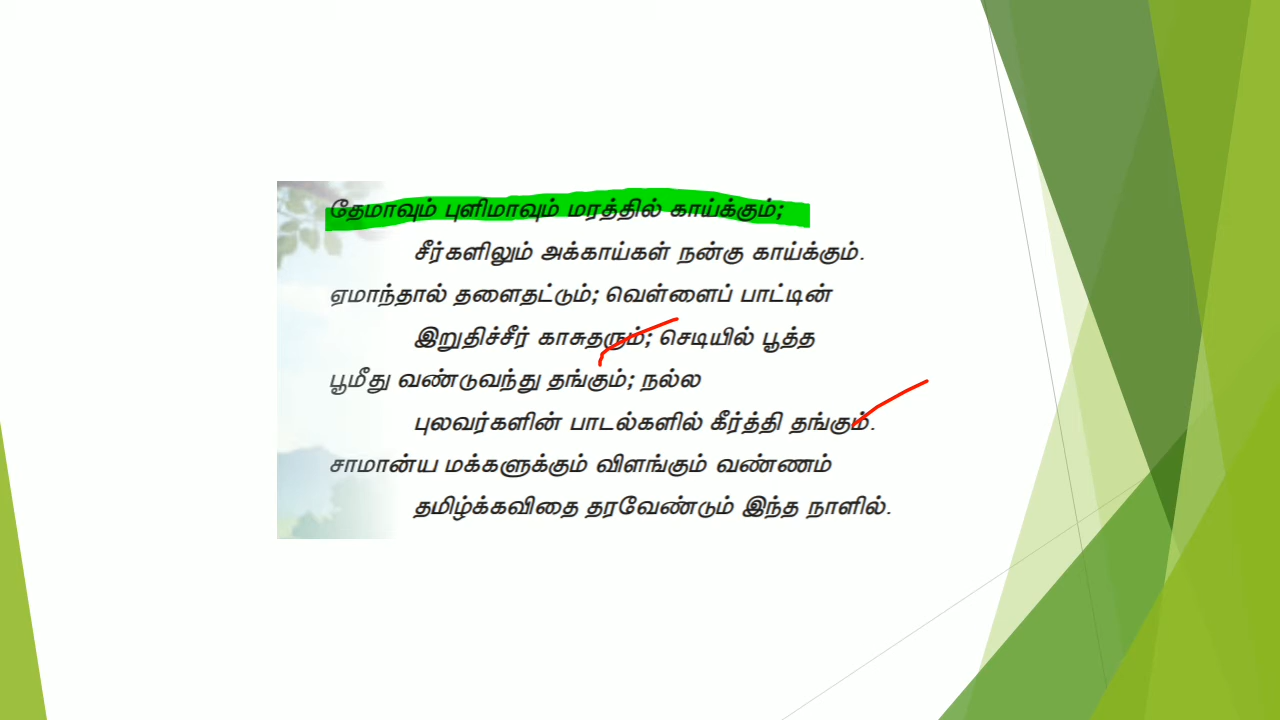 தேமாவும் புளிமாவும் மரத்தில் காய்க்கும்;
சீர்களிலும் அக்காய்கள் நன்கு காய்க்கும்.
ஏமாந்தால் தளைதட்டும்; வெள்ளைப் பாட்டின்
இறுதிச்சீர் காசுதரும்; செடியில் பூத்த
பூமீது வண்டுவந்து தங்கும்; நல்ல
புலவர்களின் பாடல்களில் கீர்த்தி தங்கும்.
சாமான்ய மக்களுக்கும் விளங்கும் வண்ணம்
தமிழ்க்கவிதை தரவேண்டும் இந்த நாளில்.